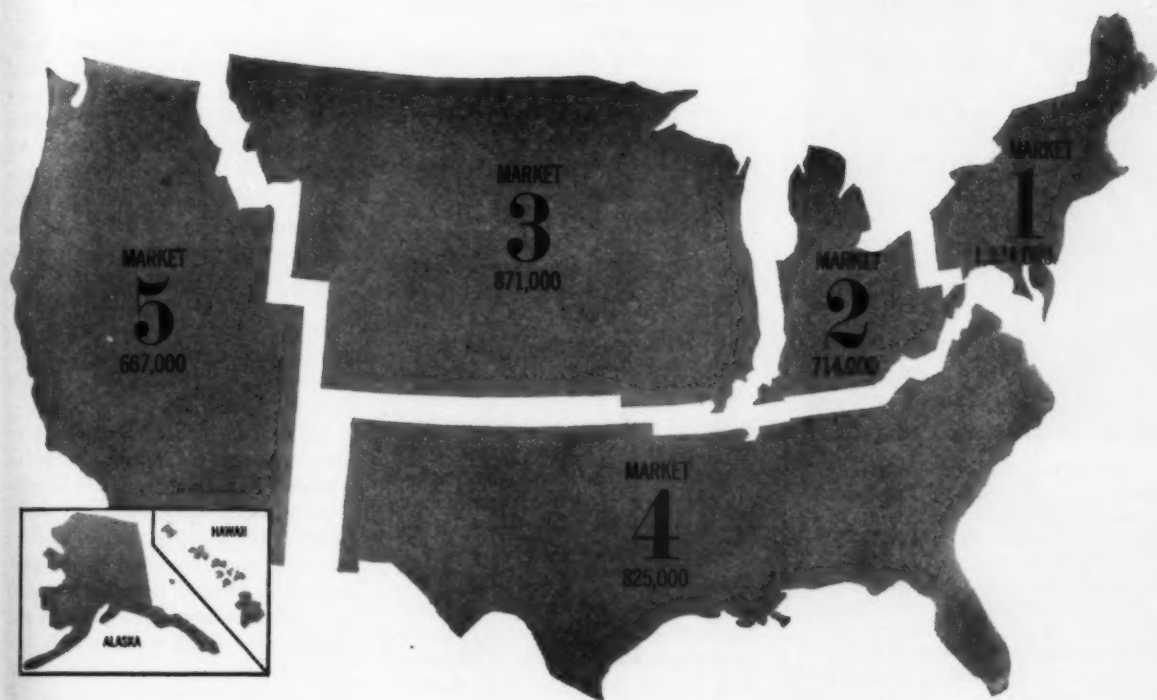 MARKET
1
MARKET
3
871,000
MARKET
2
714,000
MARKET
5
667,000
MARKET
4
825,000
HAWAII
ALASKA